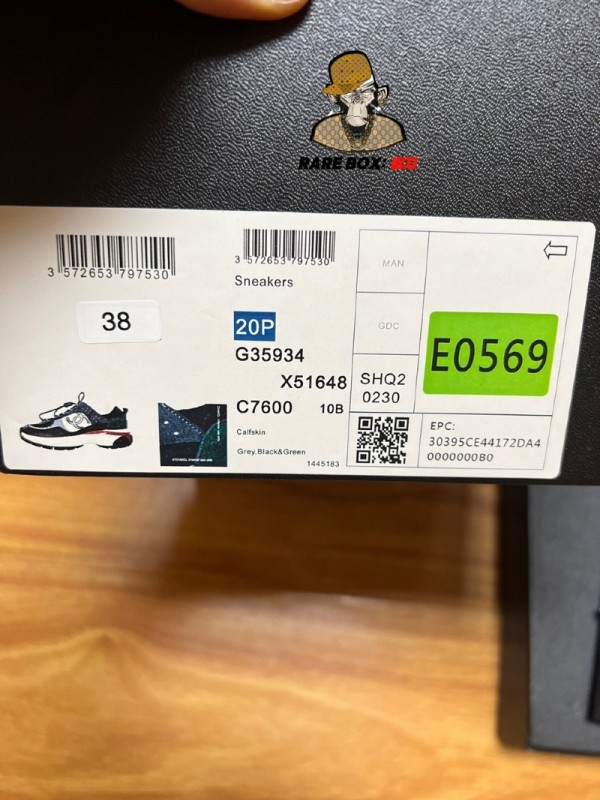 RARE BOX:
3 572653 797530
38
3 572653 797530
Sneakers
20P
G35934
X51648
C7600 10B
Calfskin
Grey,Black&Green
1445183
MAN
GDC
SHQ2
0230
E0569
EPC:
30395CE44172DA4
0000000B0